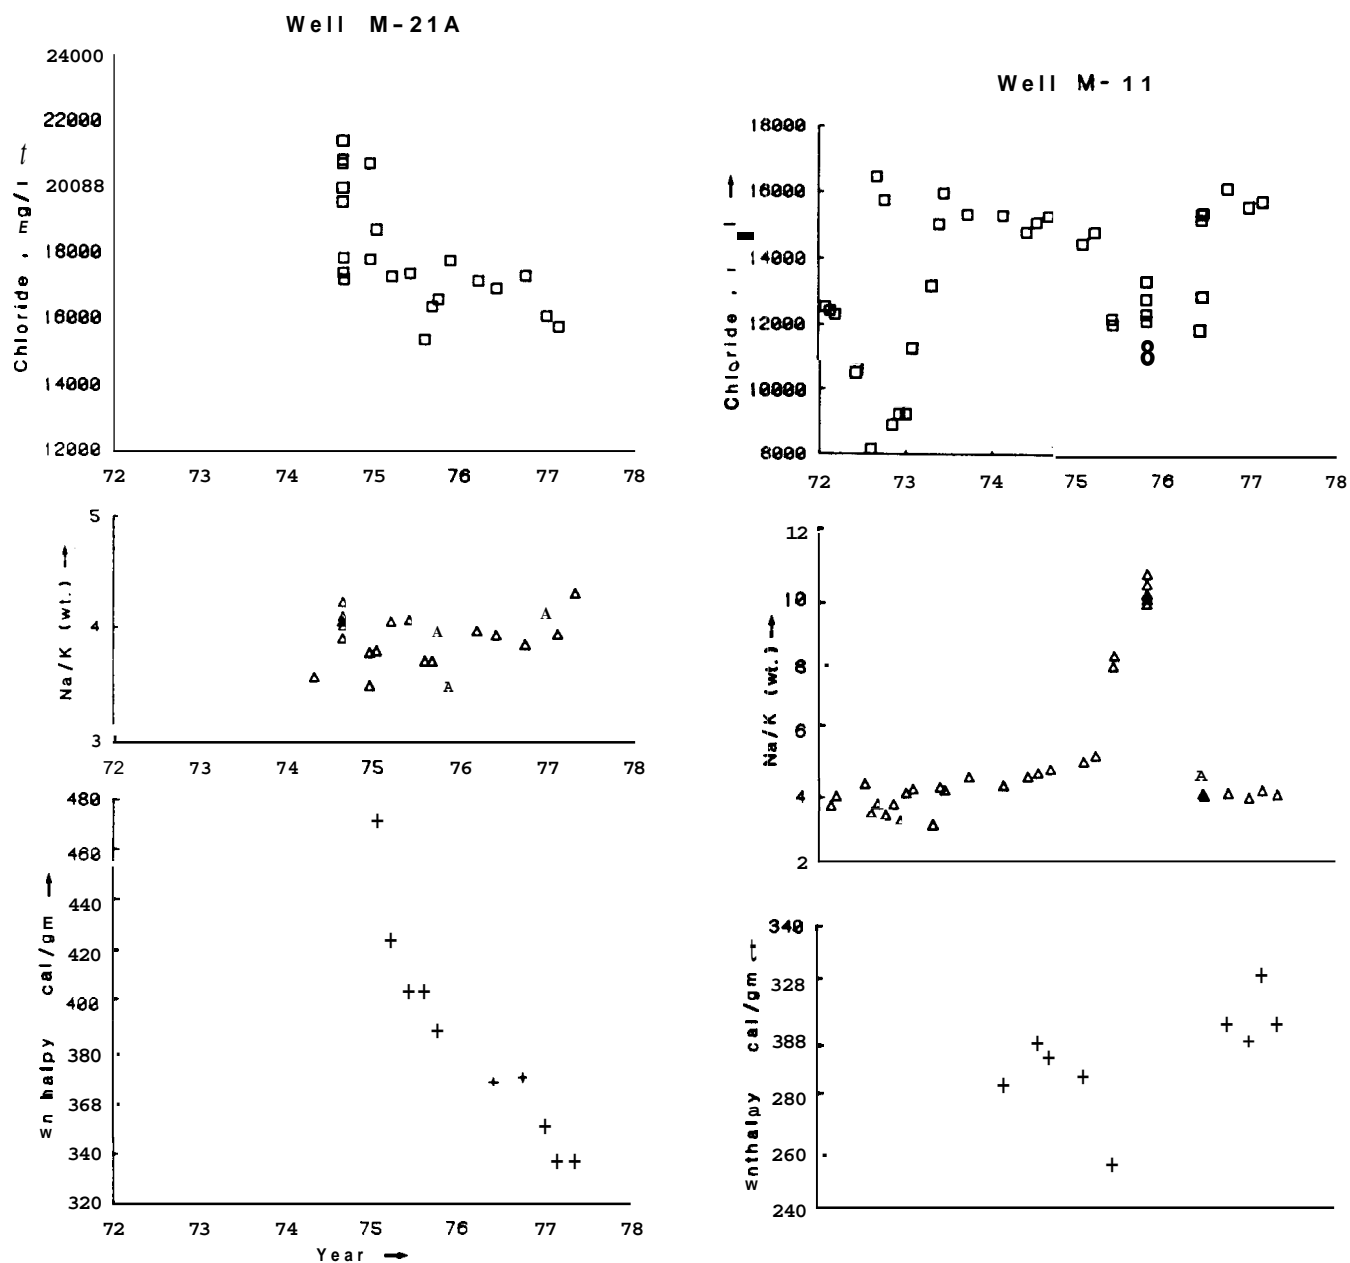 Well M-21A
24000
22000
20088
18000
16000
14000
12000
Chloride , mg/l
72 73 74 75 76 77 78
5
4
3
Na/K (wt.) →
72 73 74 75 76 77 78
480
460
440
420
400
380
368
340
320
cal/gm →
72 73 74 75 76 77 78
Year →
Well M-11
18000
16000
14000
12000
10000
8000
Chloride ,
72 73 74 75 76 77 78
12
10
8
6
4
2
Na/K (wt.) →
340
328
388
280
260
240
cal/gm